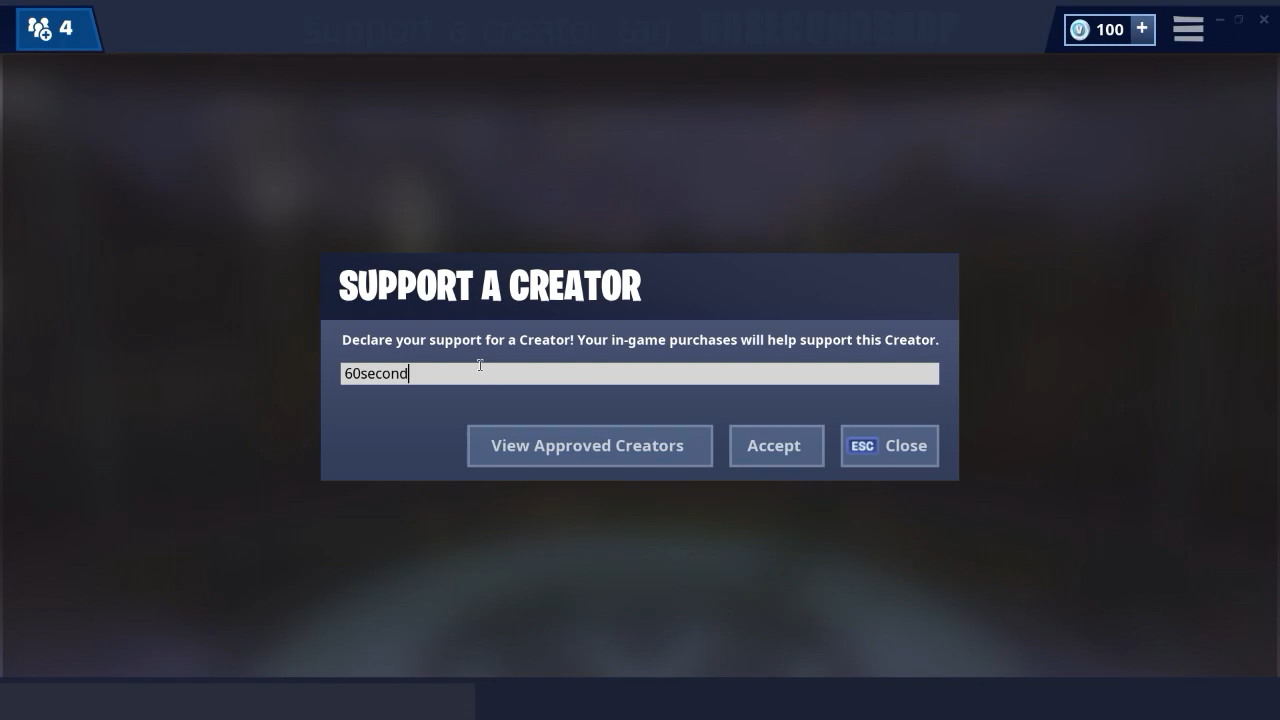 4
100 +
SUPPORT A CREATOR
Declare your support for a Creator! Your in-game purchases will help support this Creator.
60second
View Approved Creators
Accept
ESC Close